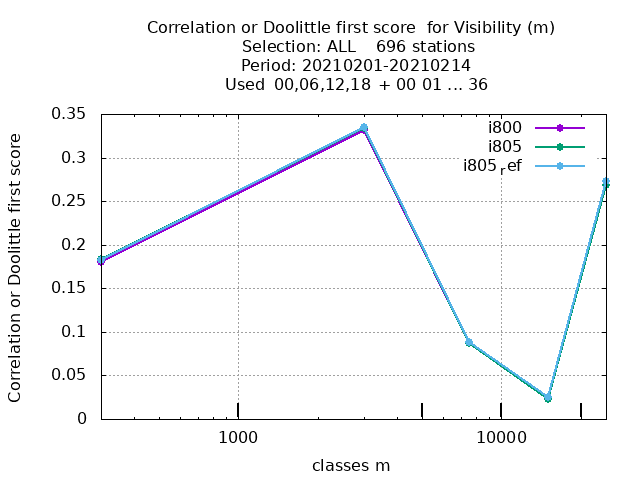 Correlation or Doolittle first score  for Visibility (m)
Selection: ALL    696 stations
Period: 20210201-20210214
Used  00,06,12,18  + 00 01 ... 36
Correlation or Doolittle first score
0.35
0.3
0.25
0.2
0.15
0.1
0.05
0
i800
i805
i805ref
1000
10000
classes m